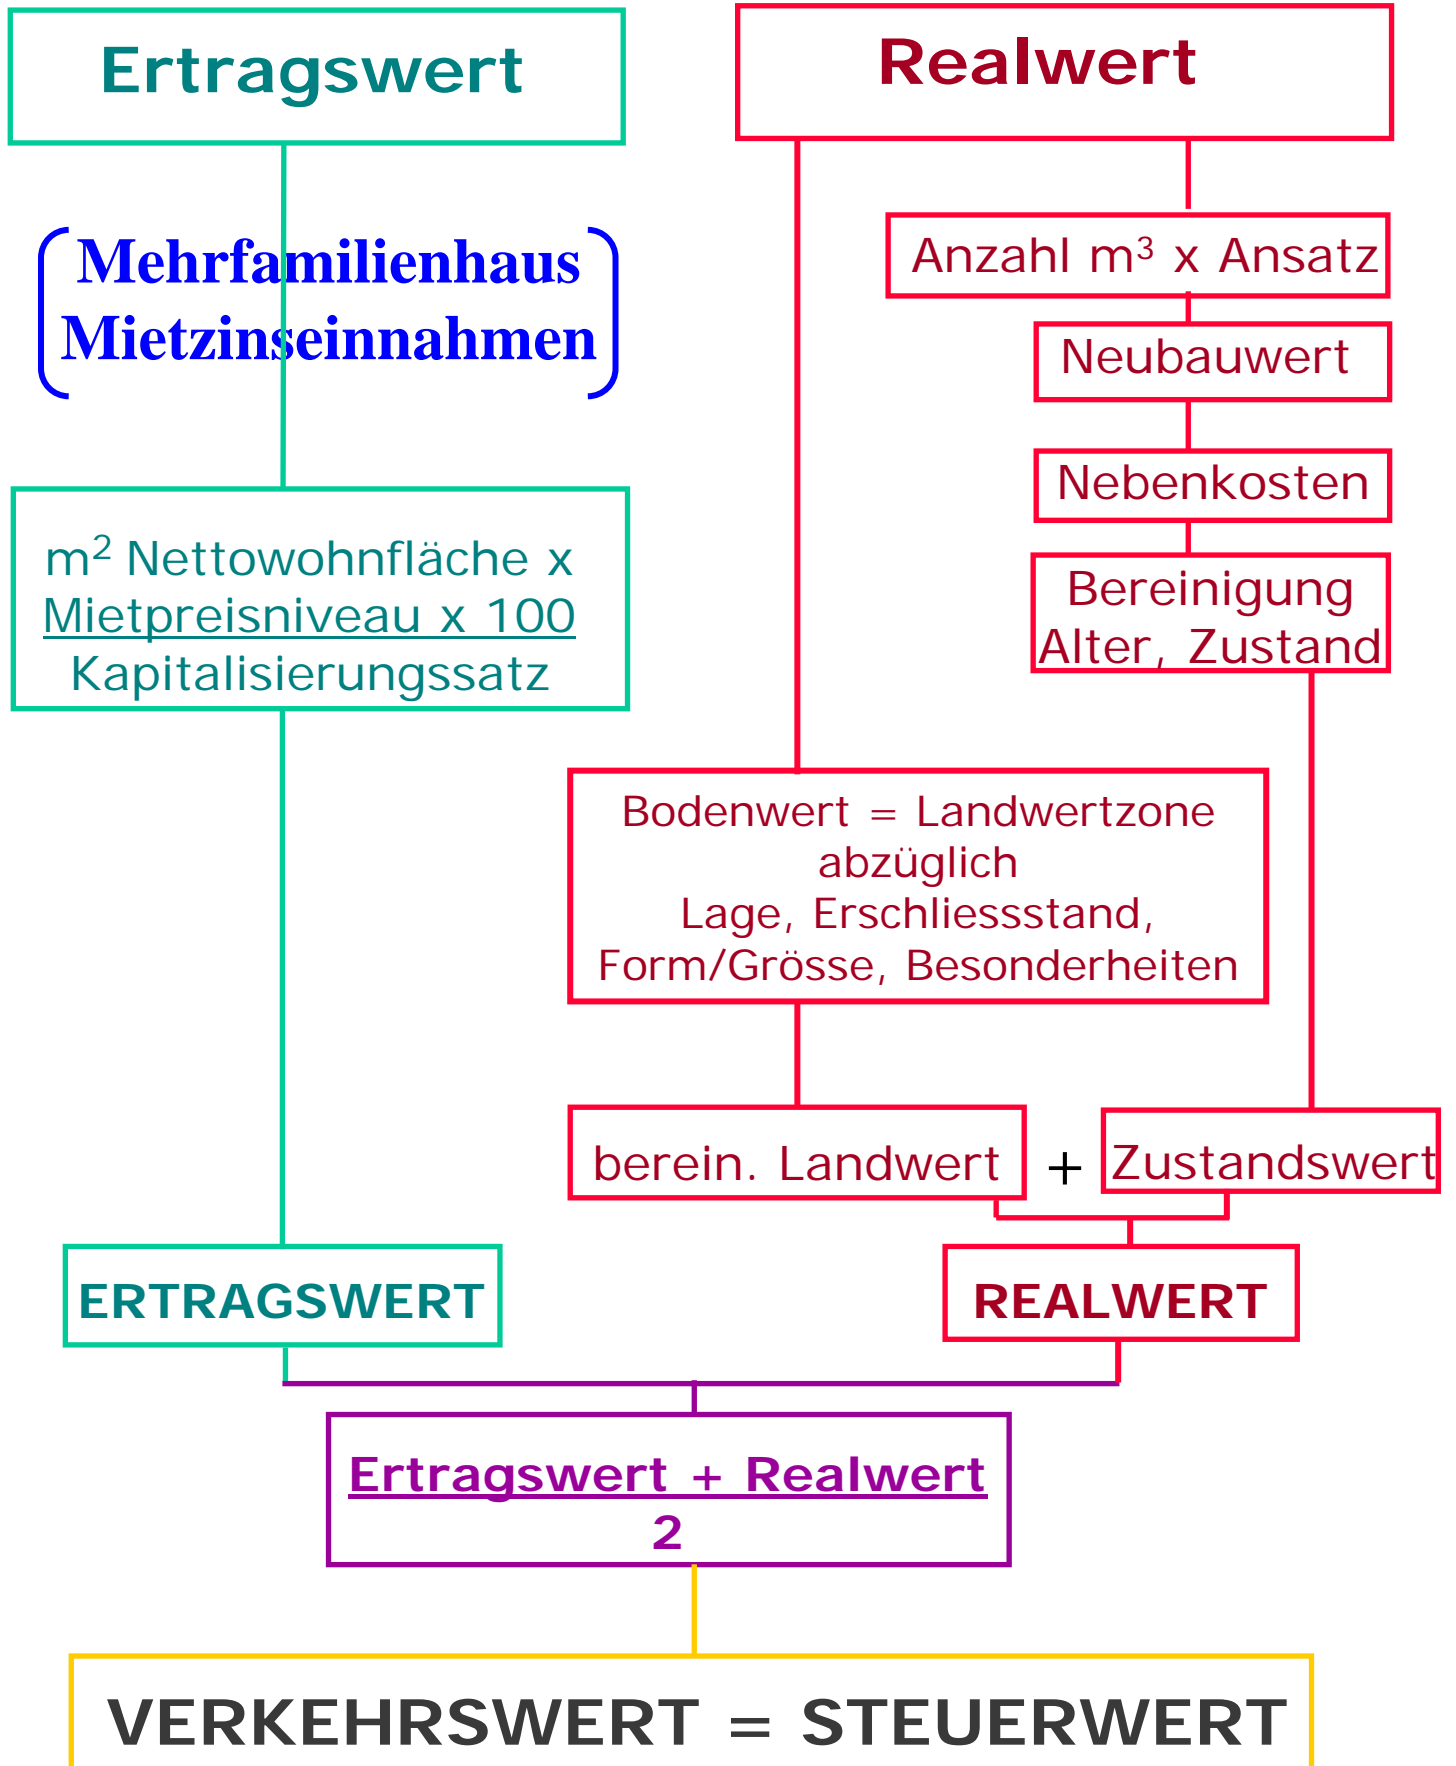 Ertragswert
Mehrfamilienhaus
Mietzinseinnahmen
m² Nettowohnfläche x
Mietpreisniveau x 100
Kapitalisierungssatz
Realwert
Anzahl m³ x Ansatz
Neubauwert
Nebenkosten
Bereinigung
Alter, Zustand
Bodenwert = Landwertzone
abzüglich
Lage, Erschliessstand,
Form/Grösse, Besonderheiten
berein. Landwert + Zustandswert
ERTRAGSWERT
REALWERT
Ertragswert + Realwert
2
VERKEHRSWERT = STEUERWERT